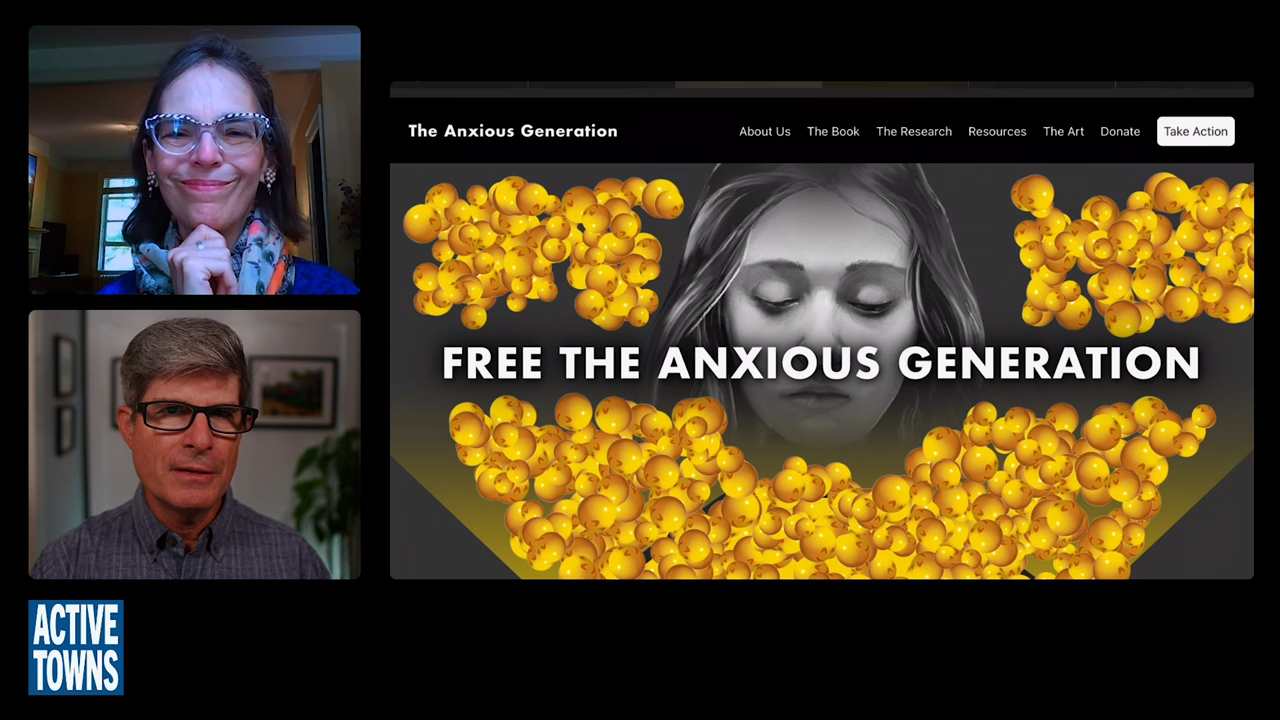 The Anxious Generation
About Us The Book The Research Resources The Art Donate Take Action
FREE THE ANXIOUS GENERATION
ACTIVE
TOWNS